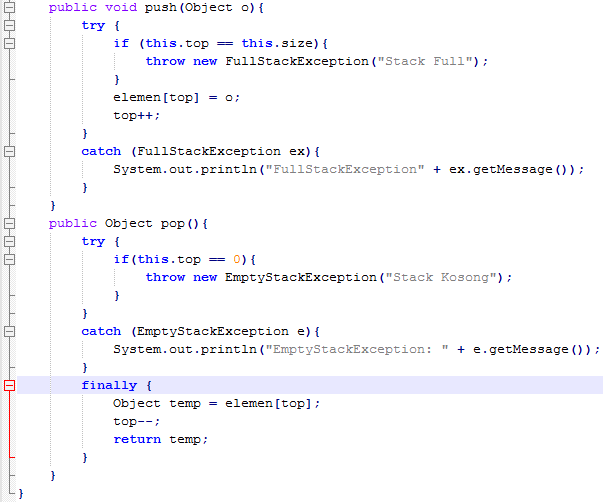 public void push(Object o){
try {
if (this.top == this.size){
throw new FullStackException("Stack Full");
}
elemen[top] = o;
top++;
}
catch (FullStackException ex){
System.out.println("FullStackException" + ex.getMessage());
}
}
public Object pop(){
try {
if(this.top == 0){
throw new EmptyStackException("Stack Kosong");
}
}
catch (EmptyStackException e){
System.out.println("EmptyStackException: " + e.getMessage());
}
finally {
Object temp = elemen[top];
top--;
return temp;
}
}
}